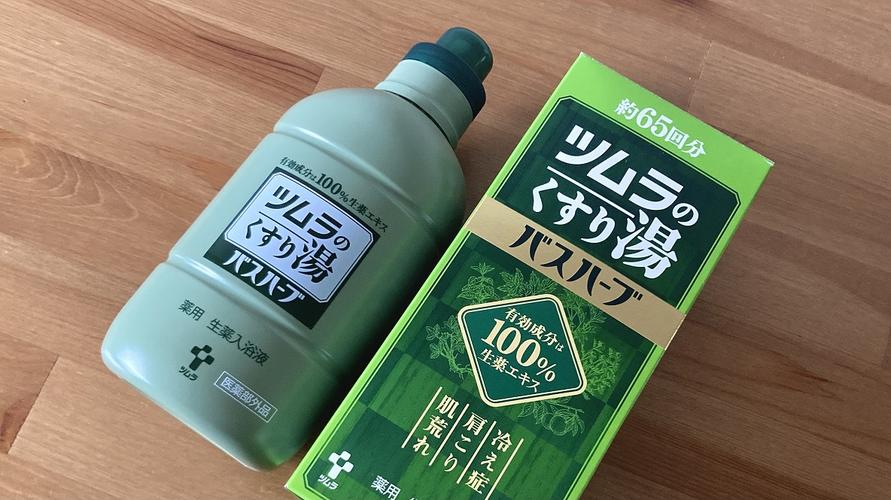 有効成分は100%生薬エキス
ツムラの
くすり湯
バスハーブ
薬用 生薬入浴液
ツムラ
医薬部外品
約65回分
ツムラの
くすり湯
バスハーブ
有効成分は
100%
生薬エキス
冷え症
肩こり
肌荒れ
ツムラ
薬用